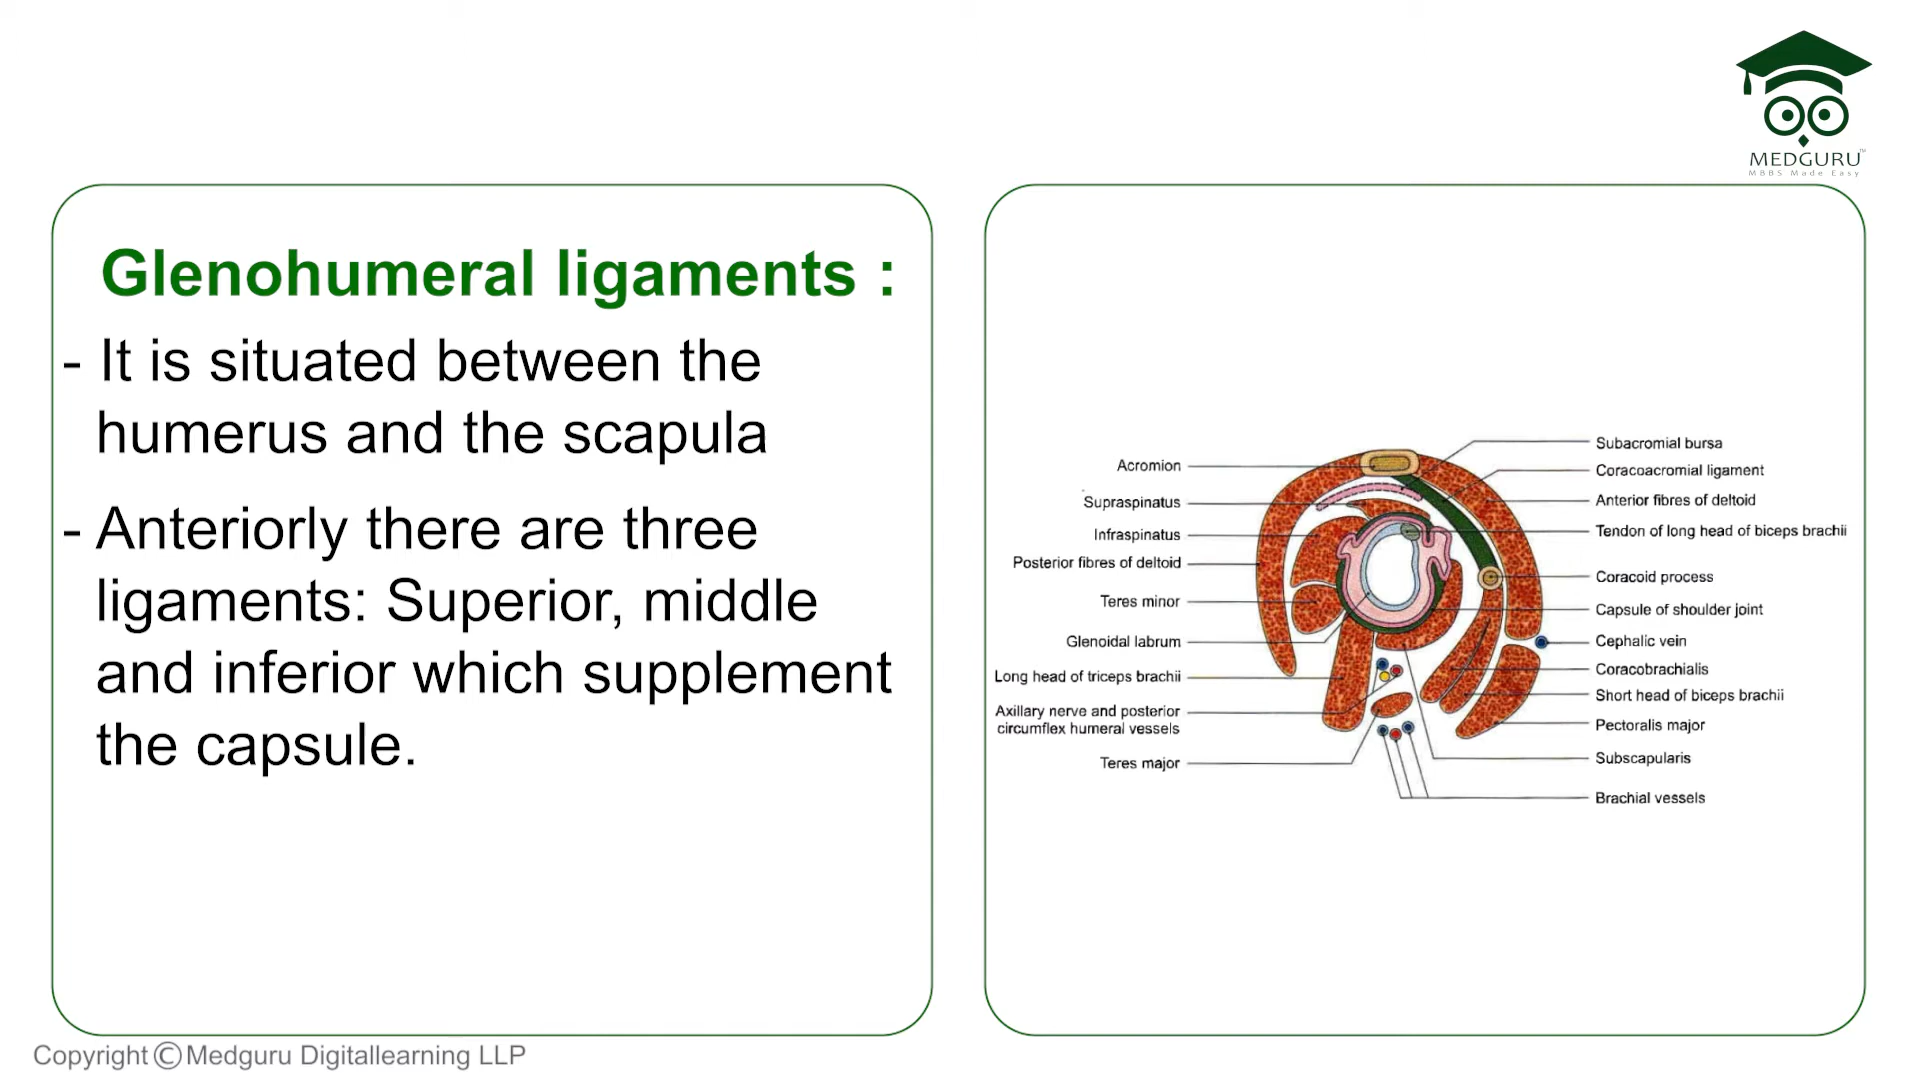 MEDGURU™
MBBS Made Easy
Glenohumeral ligaments :
- It is situated between the
humerus and the scapula
- Anteriorly there are three
ligaments: Superior, middle
and inferior which supplement
the capsule.
Acromion
Supraspinatus
Infraspinatus
Posterior fibres of deltoid
Teres minor
Glenoidal labrum
Long head of triceps brachii
Axillary nerve and posterior
circumflex humeral vessels
Teres major
Subacromial bursa
Coracoacromial ligament
Anterior fibres of deltoid
Tendon of long head of biceps brachii
Coracoid process
Capsule of shoulder joint
Cephalic vein
Coracobrachialis
Short head of biceps brachii
Pectoralis major
Subscapularis
Brachial vessels
Copyright © Medguru Digitallearning LLP